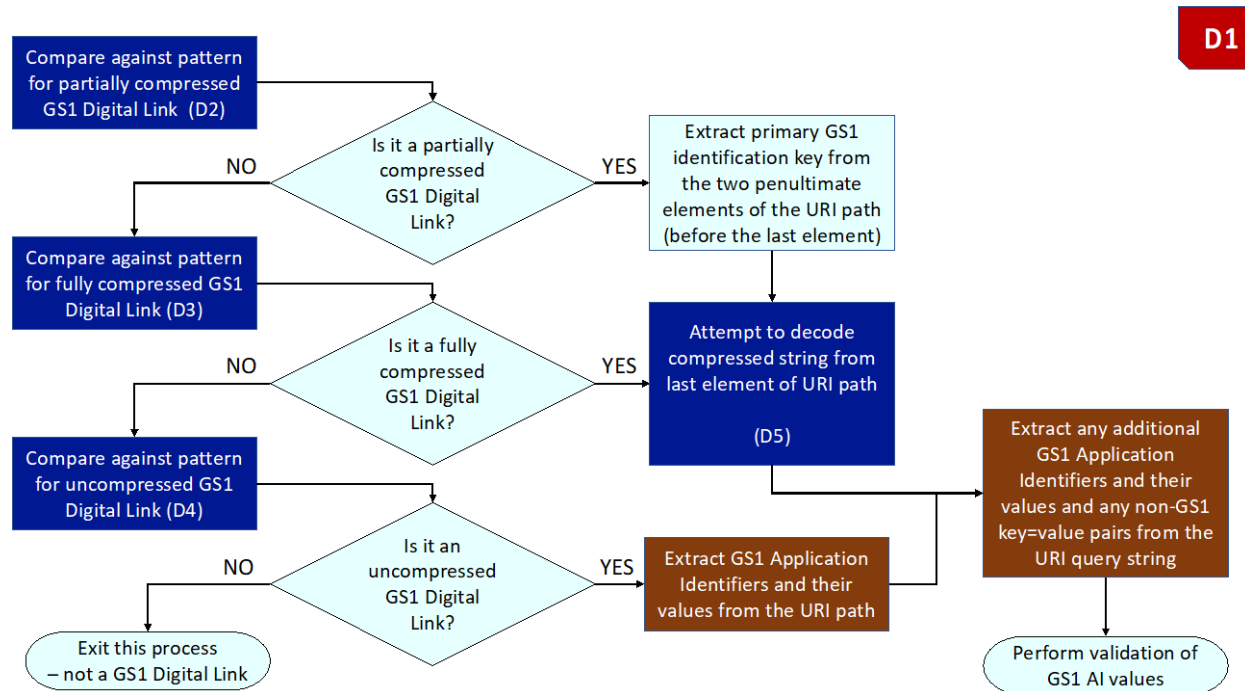 D1
Compare against pattern
for partially compressed
GS1 Digital Link  (D2)
Is it a partially
compressed
GS1 Digital
Link?
NO
YES
Extract primary GS1
identification key from
the two penultimate
elements of the URI path
(before the last element)
Compare against pattern
for fully compressed GS1
Digital Link (D3)
Is it a fully
compressed
GS1 Digital
Link?
NO
YES
Attempt to decode
compressed string from
last element of URI path
(D5)
Compare against pattern
for uncompressed GS1
Digital Link (D4)
Is it an
uncompressed
GS1 Digital
Link?
NO
YES
Extract GS1 Application
Identifiers and their
values from the URI path
Extract any additional
GS1 Application
Identifiers and their
values and any non-GS1
key=value pairs from the
URI query string
Exit this process
– not a GS1 Digital Link
Perform validation of
GS1 AI values